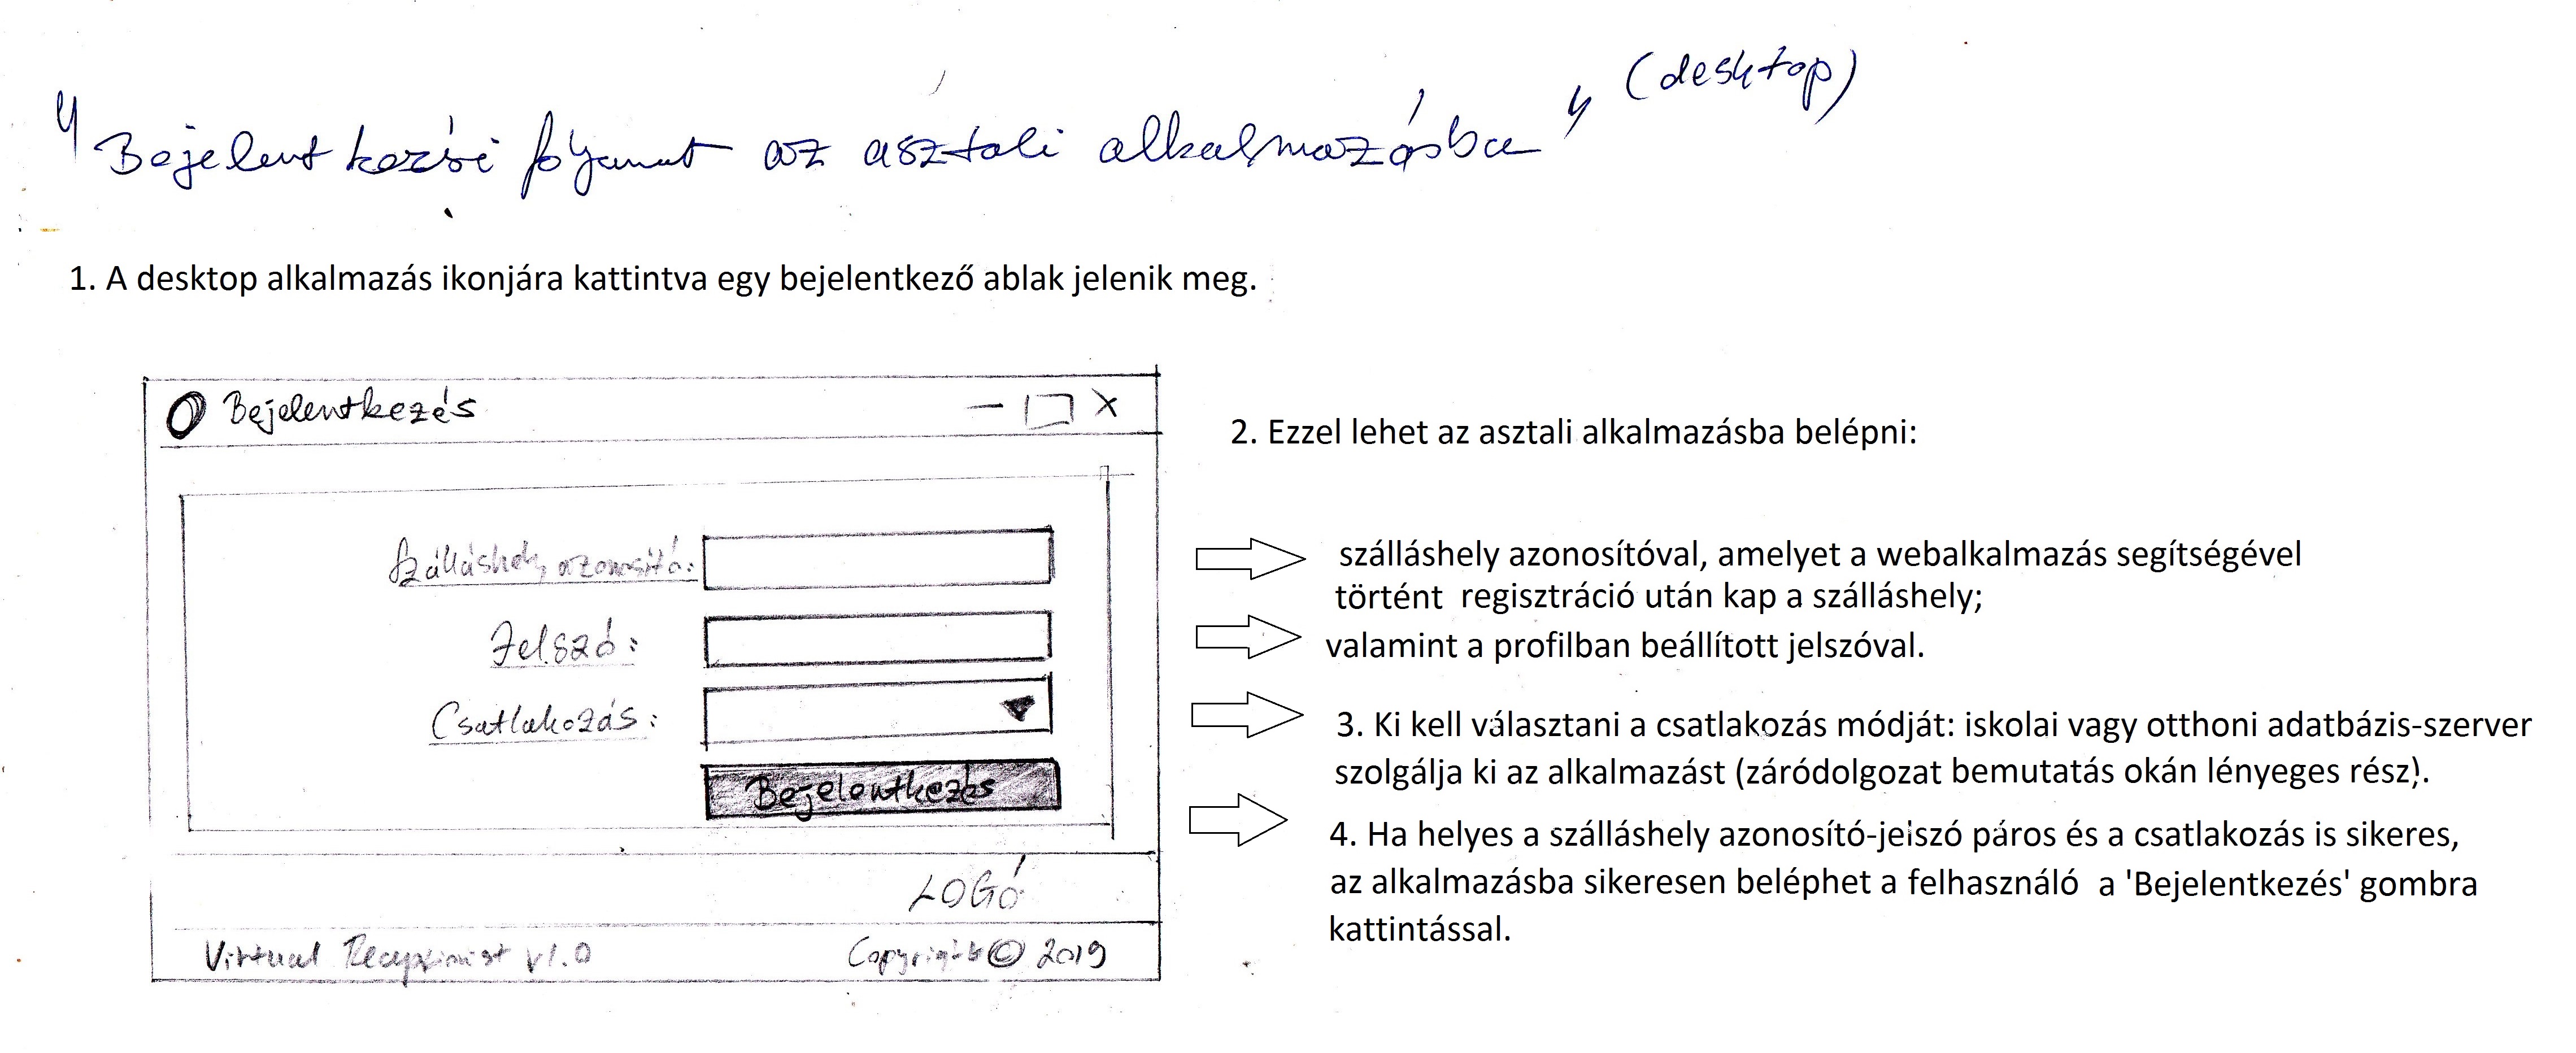 "Bejelentkezési folyamat az asztali alkalmazásba" (desktop)
1. A desktop alkalmazás ikonjára kattintva egy bejelentkező ablak jelenik meg.
Bejelentkezés
2. Ezzel lehet az asztali alkalmazásba belépni:
Szálláshely azonosító:
szálláshely azonosítóval, amelyet a webalkalmazás segítségével
történt regisztráció után kap a szálláshely;
Jelszó:
valamint a profilban beállított jelszóval.
Csatlakozás:
3. Ki kell választani a csatlakozás módját: iskolai vagy otthoni adatbázis-szerver
szolgálja ki az alkalmazást (záródolgozat bemutatás okán lényeges rész).
Bejelentkezés
4. Ha helyes a szálláshely azonosító-jelszó páros és a csatlakozás is sikeres,
az alkalmazásba sikeresen beléphet a felhasználó a 'Bejelentkezés' gombra
kattintással.
LOGÓ
Virtual Receptionist v1.0
Copyright © 2019